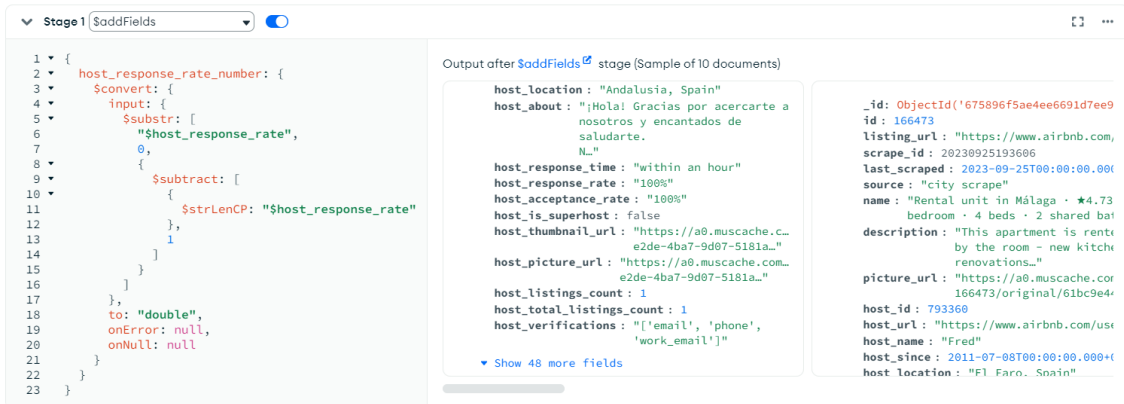 Stage 1 $addFields
1 {
2 host_response_rate_number: {
3 $convert: {
4 input: {
5 $substr: [
6 "$host_response_rate",
7 0,
8 {
9 $subtract: [
10 {
11 $strLenCP: "$host_response_rate"
12 },
13 1
14 ]
15 }
16 ]
17 },
18 to: "double",
19 onError: null,
20 onNull: null
21 }
22 }
23 }
Output after $addFields stage (Sample of 10 documents)
host_location : "Andalusia, Spain"
host_about : "¡Hola! Gracias por acercarte a
nosotros y encantados de
saludarte.
N…"
host_response_time : "within an hour"
host_response_rate : "100%"
host_acceptance_rate : "100%"
host_is_superhost : false
host_thumbnail_url : "https://a0.muscache.c…
e2de-4ba7-9d07-5181a…"
host_picture_url : "https://a0.muscache.com…
e2de-4ba7-9d07-5181a…"
host_listings_count : 1
host_total_listings_count : 1
host_verifications : "['email', 'phone',
'work_email']"
Show 48 more fields
_id: ObjectId('675896f5ae4ee6691d7ee9
id : 166473
listing_url : "https://www.airbnb.com/
scrape_id : 20230925193606
last_scraped : 2023-09-25T00:00:00.000
source : "city scrape"
name : "Rental unit in Málaga · ★4.73
bedroom · 4 beds · 2 shared bat
description : "This apartment is rente
by the room - new kitche
renovations…"
picture_url : "https://a0.muscache.com
166473/original/61bc9e44
host_id : 793360
host_url : "https://www.airbnb.com/use
host_name : "Fred"
host_since : 2011-07-08T00:00:00.000+0
host_location : "El Faro, Spain"